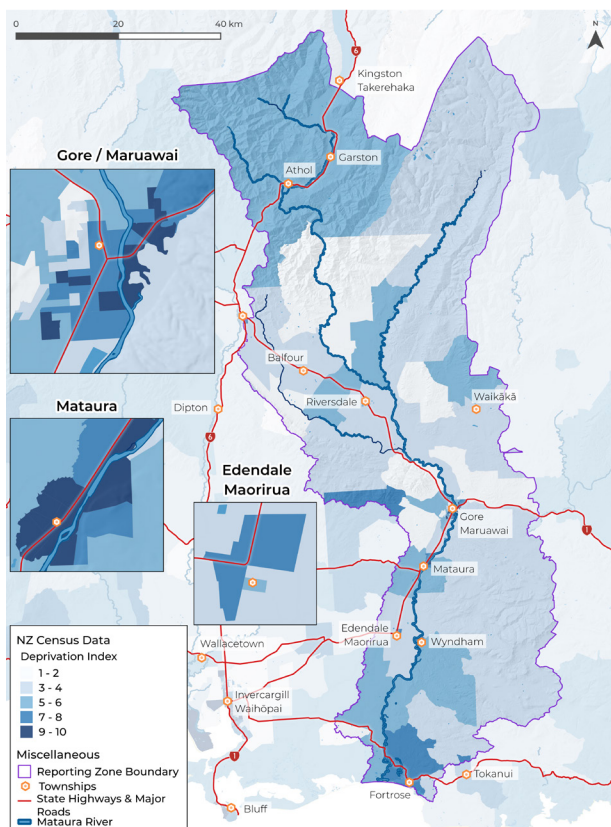 0 20 40 km
N
6
Kingston
Takerehaka
Gore / Maruawai
Garston
Athol
Balfour
Riversdale
Waikākā
Dipton
Mataura
6
Edendale
Maorirua
Gore
Maruawai
1
Mataura
Edendale
Maorirua
Wyndham
Wallacetown
Invercargill
Waihōpai
1
Tokanui
Fortrose
Bluff
NZ Census Data
Deprivation Index
1 - 2
3 - 4
5 - 6
7 - 8
9 - 10
Miscellaneous
Reporting Zone Boundary
Townships
State Highways & Major
Roads
Mataura River